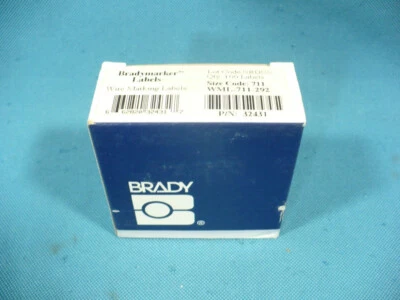 Bradymarker™
Labels
Wire Marking Labels
Size Code: 711
WML-711-292
P/N: 32431
BRADY
®